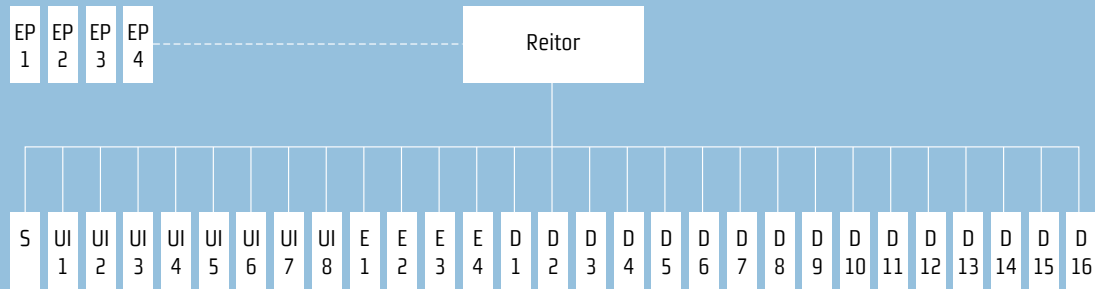 EP EP EP EP
1 2 3 4
Reitor
S UI UI UI UI UI UI UI UI E E E E D D D D D D D D D D D D D D D D
1 2 3 4 5 6 7 8 1 2 3 4 1 2 3 4 5 6 7 8 9 10 11 12 13 14 15 16